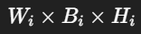 W_i × B_i × H_i